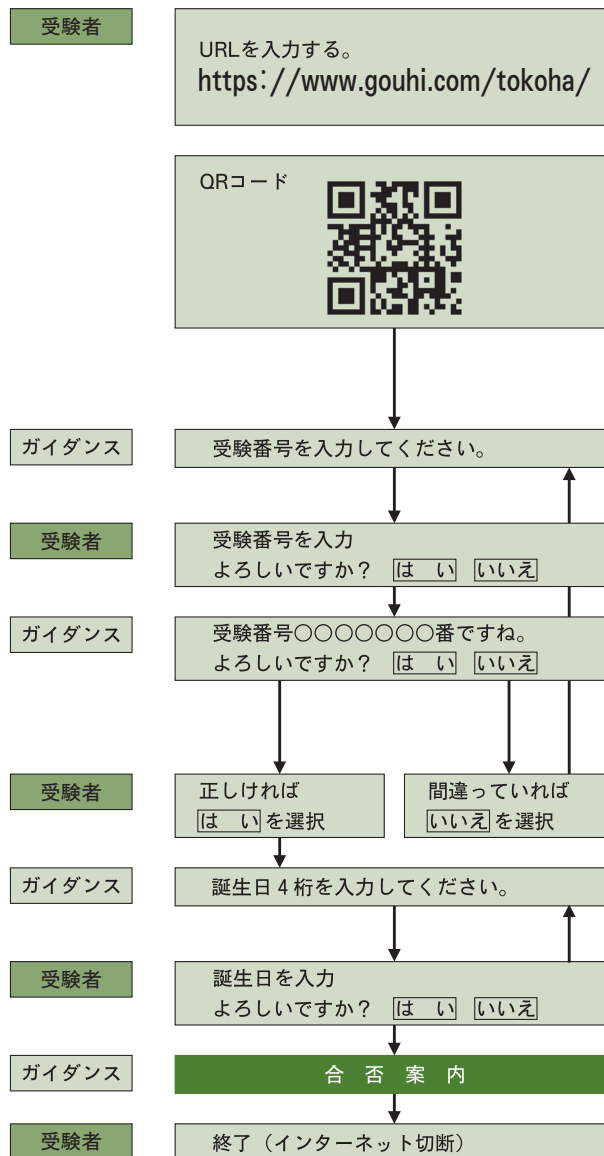 受験者
URLを入力する。
https://www.gouhi.com/tokoha/
QRコード
ガイダンス
受験番号を入力してください。
受験者
受験番号を入力
よろしいですか？ はい いいえ
ガイダンス
受験番号〇〇〇〇〇〇〇番ですね。
よろしいですか？ はい いいえ
受験者
正しければ
はい を選択
間違っていれば
いいえ を選択
ガイダンス
誕生日4桁を入力してください。
受験者
誕生日を入力
よろしいですか？ はい いいえ
ガイダンス
合否案内
受験者
終了（インターネット切断）